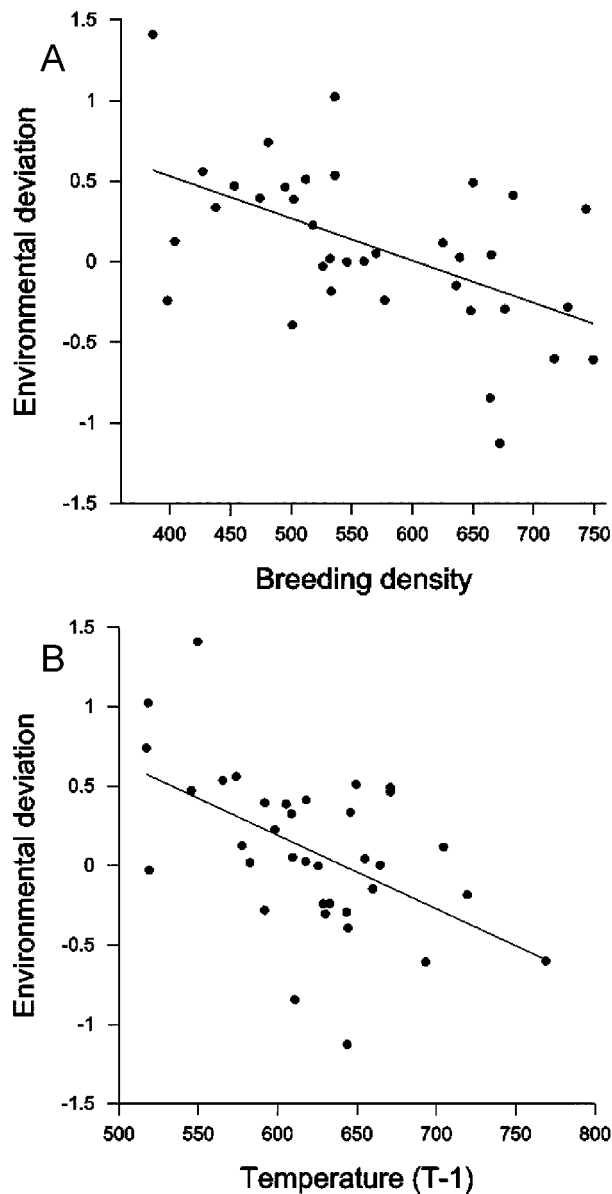 A
Environmental deviation
1.5
1
0.5
0
-0.5
-1
-1.5
400 450 500 550 600 650 700 750
Breeding density
B
Environmental deviation
1.5
1
0.5
0
-0.5
-1
-1.5
500 550 600 650 700 750 800
Temperature (T-1)